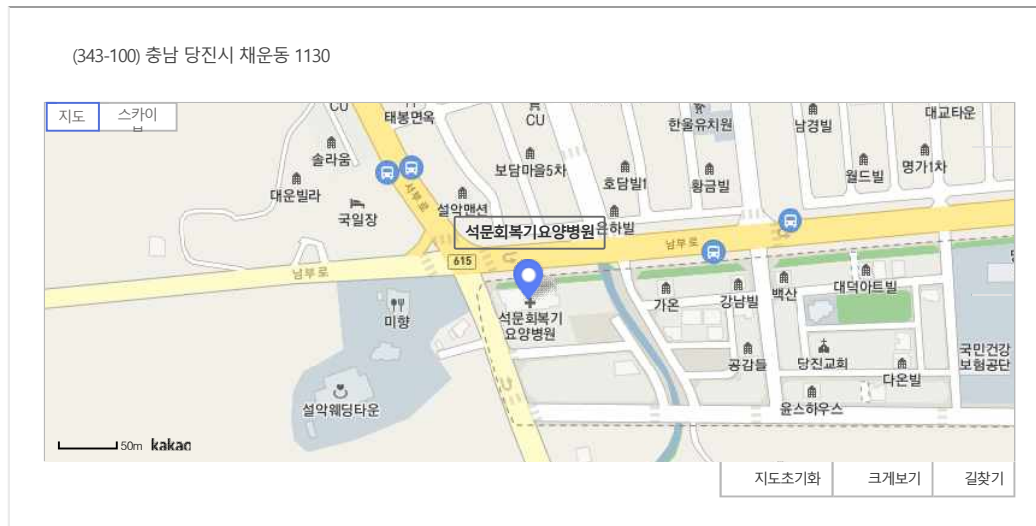 (343-100) 충남 당진시 채운동 1130
지도
스카이
CU
태봉면옥
CU
한울유치원
남경빌
대교타운
솔라움
보담마을5차
호담빌1
황금빌
월드빌
명가1차
대운빌라
국일장
설악맨션
서부로
석문회복기요양병원
은하빌
남부로
615
남부로
미향
석문회복기
요양병원
가온
강남빌
백산
대덕아트빌
공감들
당진교회
국민건강
보험공단
다온빌
설악웨딩타운
윤스하우스
50m kakao
지도초기화
크게보기
길찾기